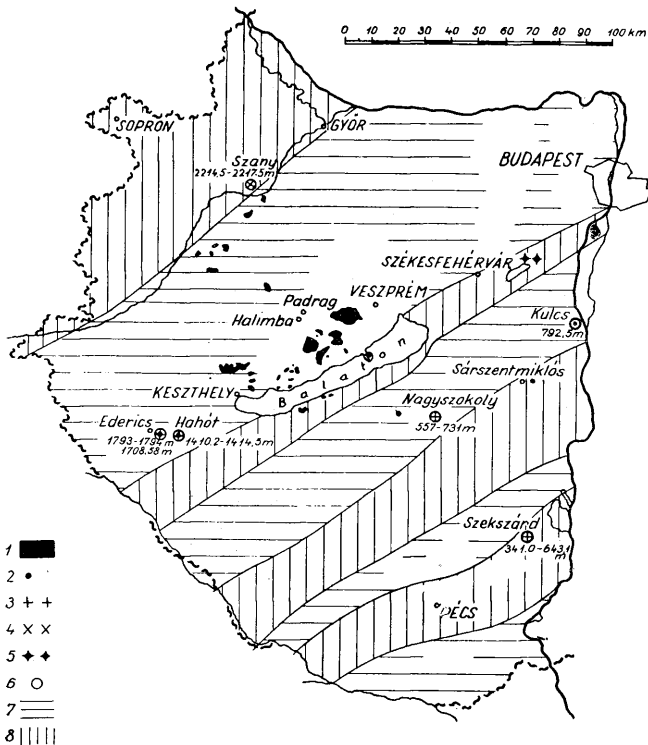 0 10 20 30 40 50 60 70 80 90 100 km
SOPRON
GYŐR
Szany
2214,5-2217.5m
BUDAPEST
SZÉKESFEHÉRVÁR
VESZPRÉM
Padrag
Halimba
Kulcs
792,5m
Balaton
Sárszentmiklós
KESZTHELY
Nagyszokoly
557-731m
Ederics Hahót
1793-1794m 1410.2-1414,5m
1708.58m
Szekszárd
341.0-643,1
m
PÉCS
1
2
3
4
5
6
7
8